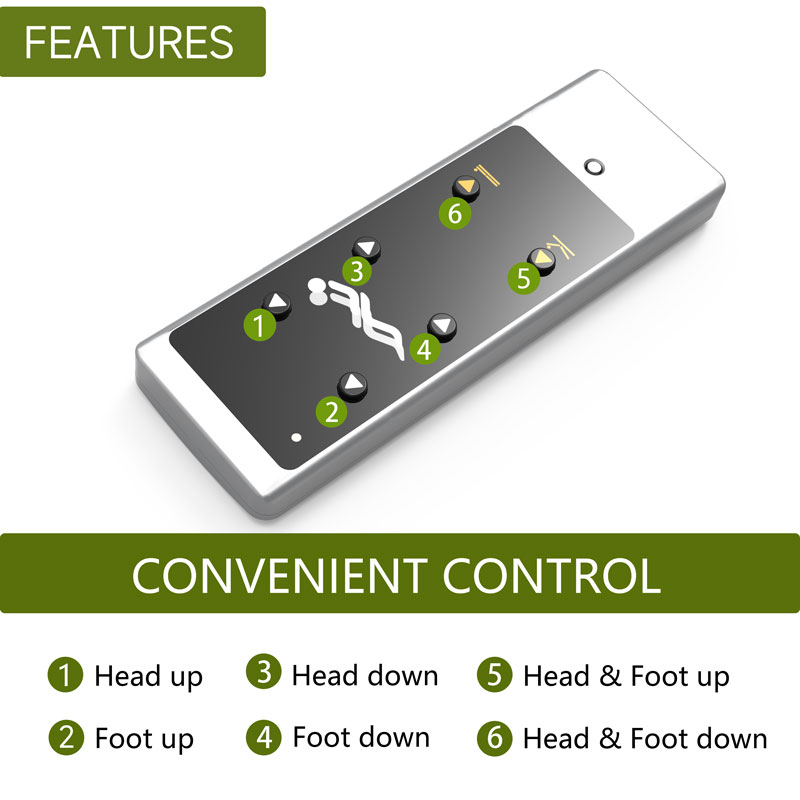 FEATURES
6
5
3
1
4
2
CONVENIENT CONTROL
1 Head up
3 Head down
5 Head & Foot up
2 Foot up
4 Foot down
6 Head & Foot down